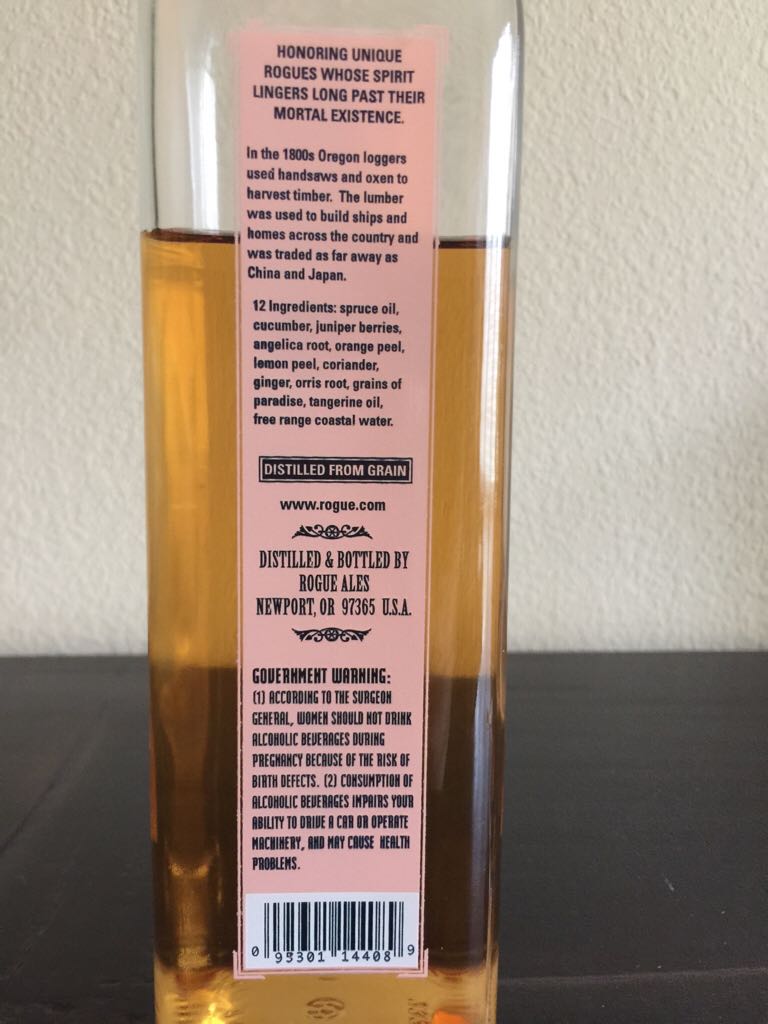 HONORING UNIQUE
ROGUES WHOSE SPIRIT
LINGERS LONG PAST THEIR
MORTAL EXISTENCE.
In the 1800s Oregon loggers
used handsaws and oxen to
harvest timber. The lumber
was used to build ships and
homes across the country and
was traded as far away as
China and Japan.
12 Ingredients: spruce oil,
cucumber, juniper berries,
angelica root, orange peel,
lemon peel, coriander,
ginger, orris root, grains of
paradise, tangerine oil,
free range coastal water.
DISTILLED FROM GRAIN
www.rogue.com
DISTILLED & BOTTLED BY
ROGUE ALES
NEWPORT, OR 97365 U.S.A.
GOVERNMENT WARNING:
(1) ACCORDING TO THE SURGEON
GENERAL, WOMEN SHOULD NOT DRINK
ALCOHOLIC BEVERAGES DURING
PREGNANCY BECAUSE OF THE RISK OF
BIRTH DEFECTS. (2) CONSUMPTION OF
ALCOHOLIC BEVERAGES IMPAIRS YOUR
ABILITY TO DRIVE A CAR OR OPERATE
MACHINERY, AND MAY CAUSE HEALTH
PROBLEMS.
0 95301 14408 9